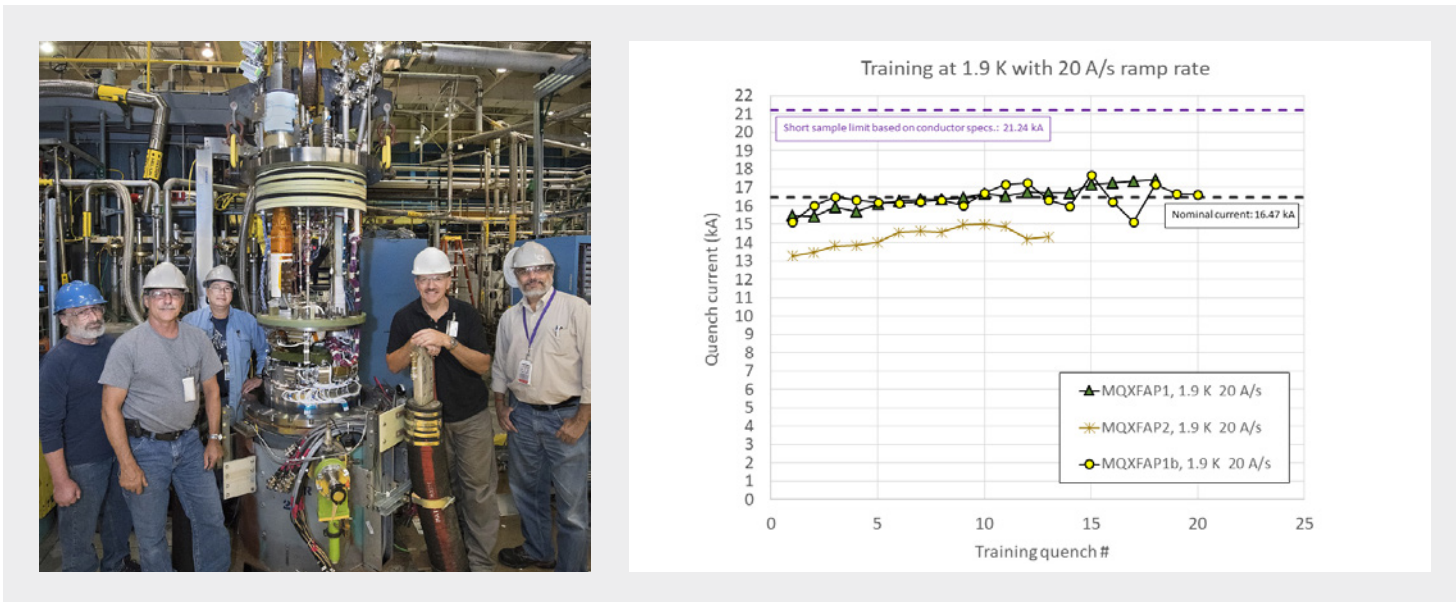 Training at 1.9 K with 20 A/s ramp rate
Quench current (kA)
22
21
20
19
18
17
16
15
14
13
12
11
10
9
8
7
6
5
4
3
2
1
0
Short sample limit based on conductor specs.: 21.24 kA
Nominal current: 16.47 kA
MQXFAP1, 1.9 K 20 A/s
MQXFAP2, 1.9 K 20 A/s
MQXFAP1b, 1.9 K 20 A/s
0 5 10 15 20 25
Training quench #